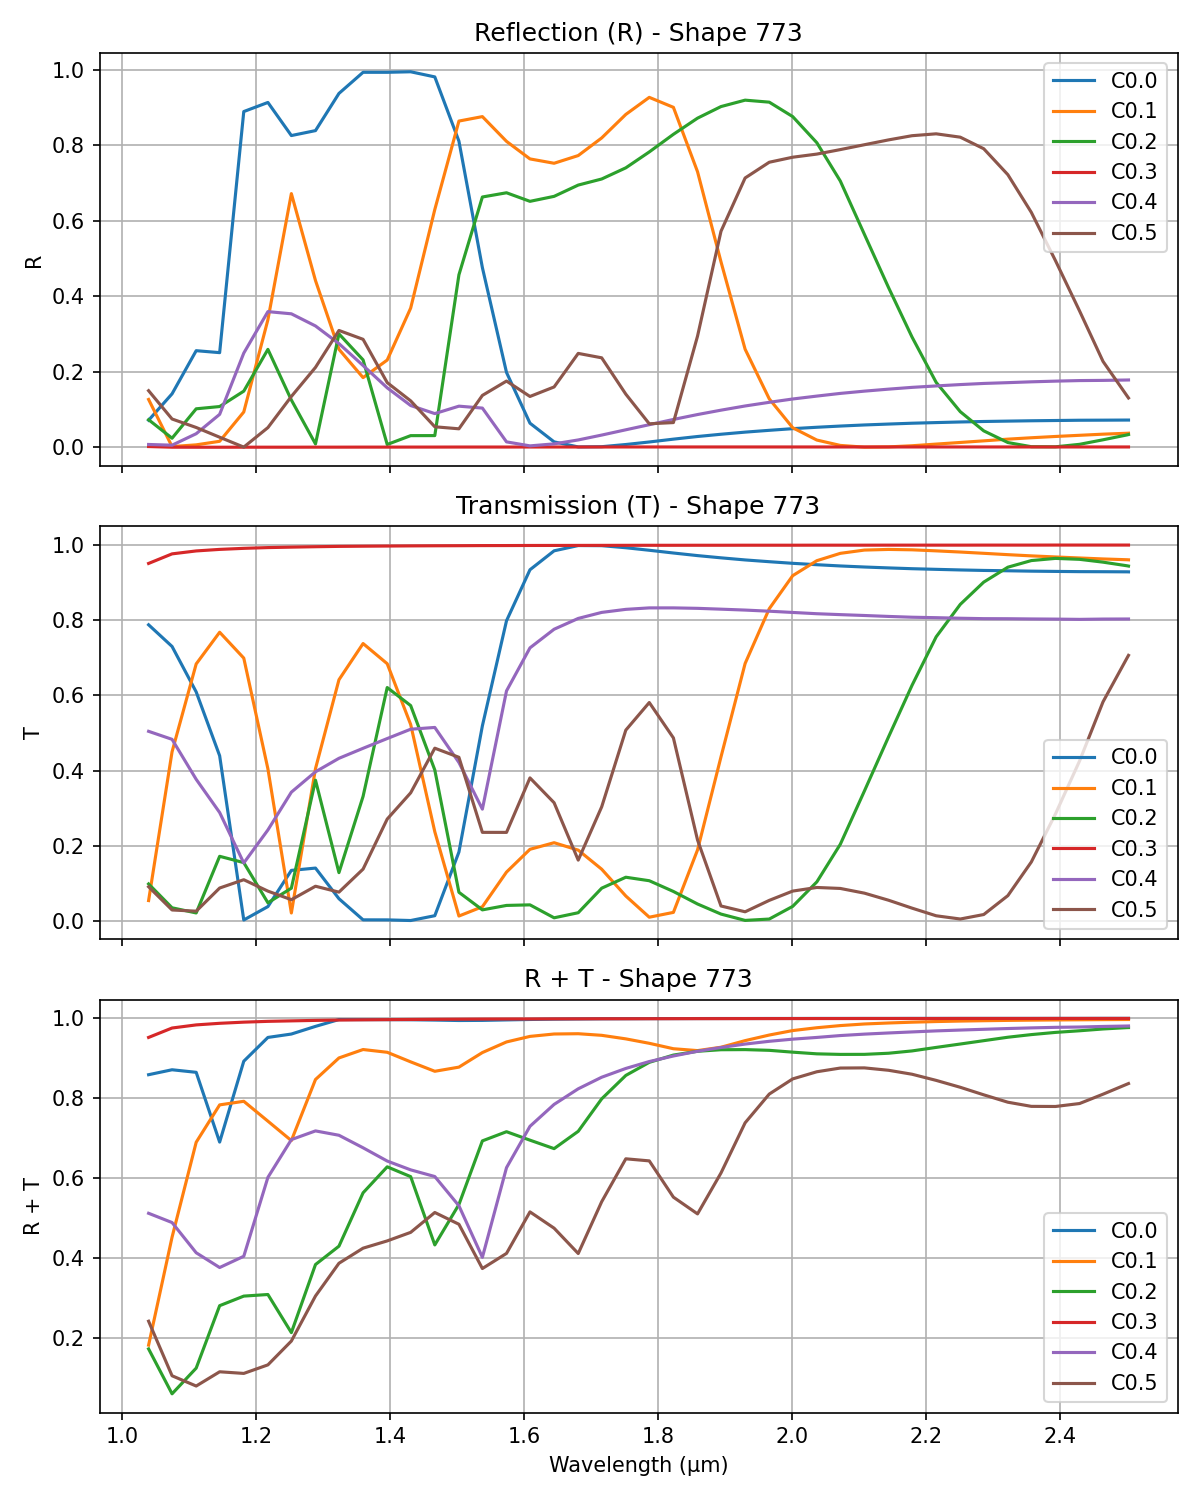 Reflection (R) - Shape 773
1.0
0.8
0.6
0.4
0.2
0.0
R
C0.0
C0.1
C0.2
C0.3
C0.4
C0.5
Transmission (T) - Shape 773
1.0
0.8
0.6
0.4
0.2
0.0
T
C0.0
C0.1
C0.2
C0.3
C0.4
C0.5
R + T - Shape 773
1.0
0.8
0.6
0.4
0.2
R + T
C0.0
C0.1
C0.2
C0.3
C0.4
C0.5
1.0 1.2 1.4 1.6 1.8 2.0 2.2 2.4
Wavelength (μm)